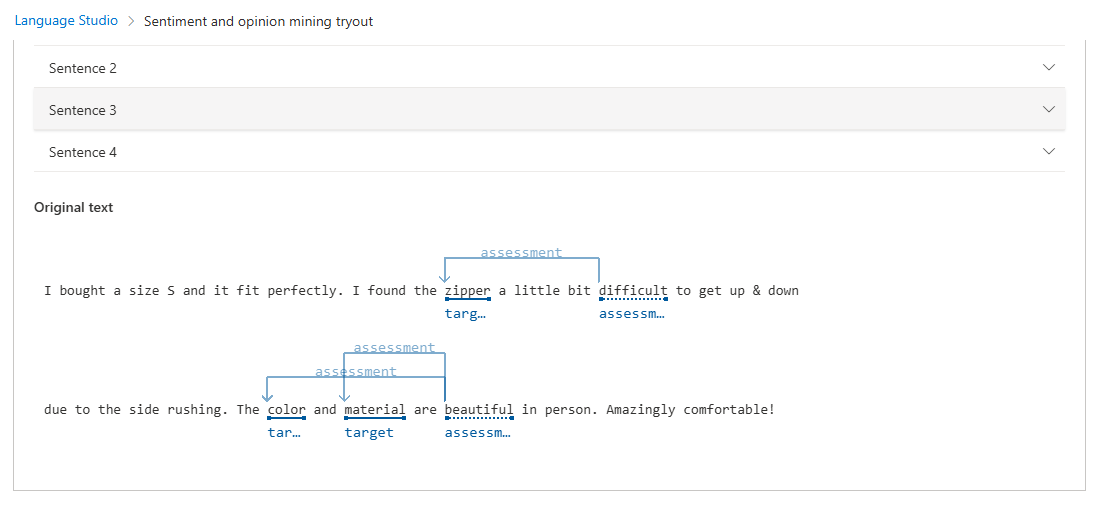 Language Studio > Sentiment and opinion mining tryout
Sentence 2
Sentence 3
Sentence 4
Original text
assessment
I bought a size S and it fit perfectly. I found the zipper a little bit difficult to get up & down
targ… assessm…
assessment
assessment
due to the side rushing. The color and material are beautiful in person. Amazingly comfortable!
tar… target assessm…